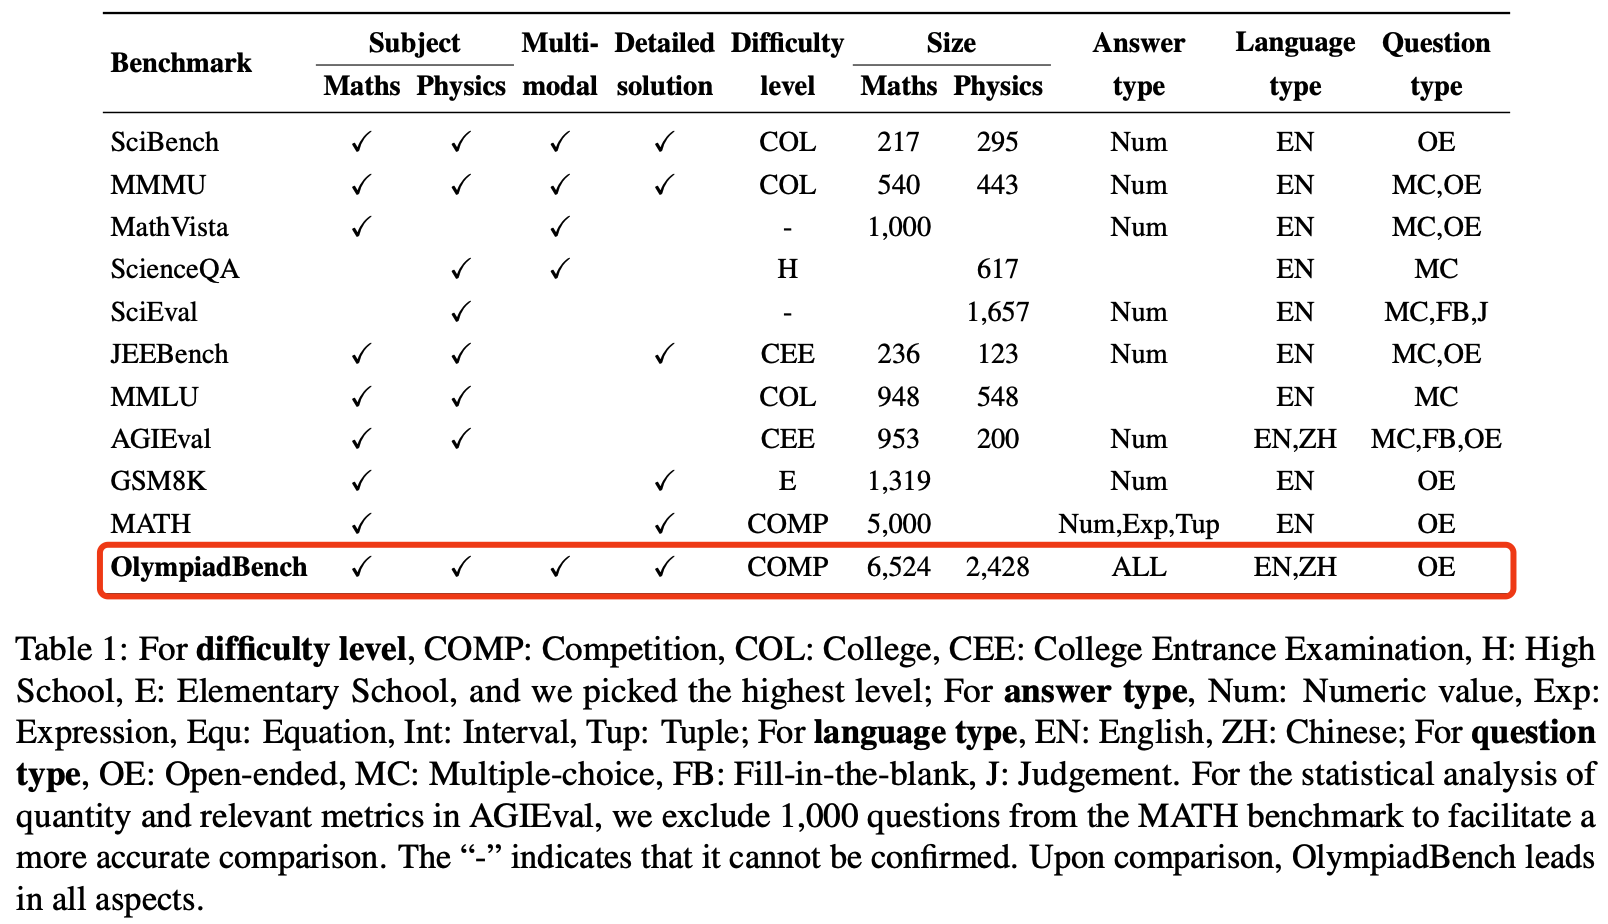 Benchmark Subject Multi- Detailed Difficulty Size Answer Language Question
Maths Physics modal solution level Maths Physics type type type
SciBench ✓ ✓ ✓ ✓ COL 217 295 Num EN OE
MMMU ✓ ✓ ✓ ✓ COL 540 443 Num EN MC,OE
MathVista ✓ ✓ - 1,000 Num EN MC,OE
ScienceQA ✓ ✓ H 617 EN MC
SciEval ✓ - 1,657 Num EN MC,FB,J
JEEBench ✓ ✓ ✓ CEE 236 123 Num EN MC,OE
MMLU ✓ ✓ COL 948 548 EN MC
AGIEval ✓ ✓ CEE 953 200 Num EN,ZH MC,FB,OE
GSM8K ✓ ✓ E 1,319 Num EN OE
MATH ✓ ✓ COMP 5,000 Num,Exp,Tup EN OE
OlympiadBench ✓ ✓ ✓ ✓ COMP 6,524 2,428 ALL EN,ZH OE
Table 1: For difficulty level, COMP: Competition, COL: College, CEE: College Entrance Examination, H: High
School, E: Elementary School, and we picked the highest level; For answer type, Num: Numeric value, Exp:
Expression, Equ: Equation, Int: Interval, Tup: Tuple; For language type, EN: English, ZH: Chinese; For question
type, OE: Open-ended, MC: Multiple-choice, FB: Fill-in-the-blank, J: Judgement. For the statistical analysis of
quantity and relevant metrics in AGIEval, we exclude 1,000 questions from the MATH benchmark to facilitate a
more accurate comparison. The “-” indicates that it cannot be confirmed. Upon comparison, OlympiadBench leads
in all aspects.